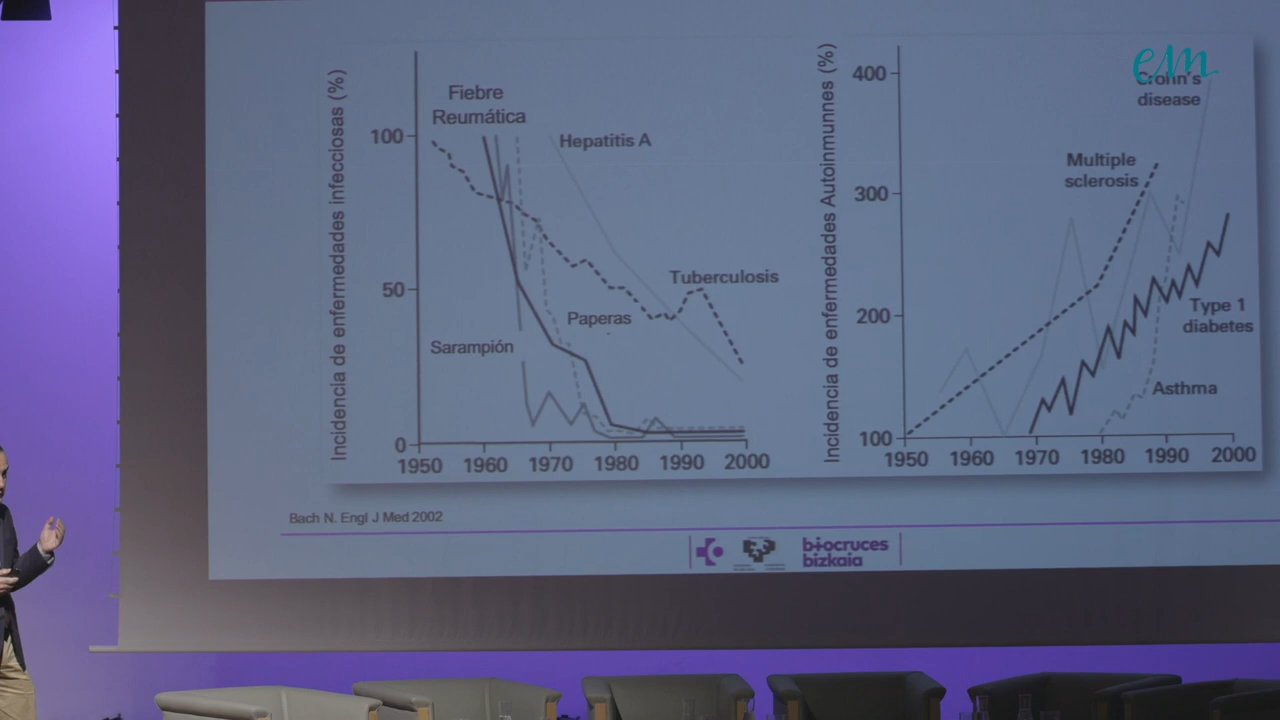 em
Incidencia de enfermedades infecciosas (%)
100
50
0
1950 1960 1970 1980 1990 2000
Fiebre
Reumática
Hepatitis A
Tuberculosis
Paperas
Sarampión
Incidencia de enfermedades Autoinmunnes (%)
400
300
200
100
1950 1960 1970 1980 1990 2000
Crohn's
disease
Multiple
sclerosis
Type 1
diabetes
Asthma
Bach N. Engl J Med 2002
biocruces
bizkaia